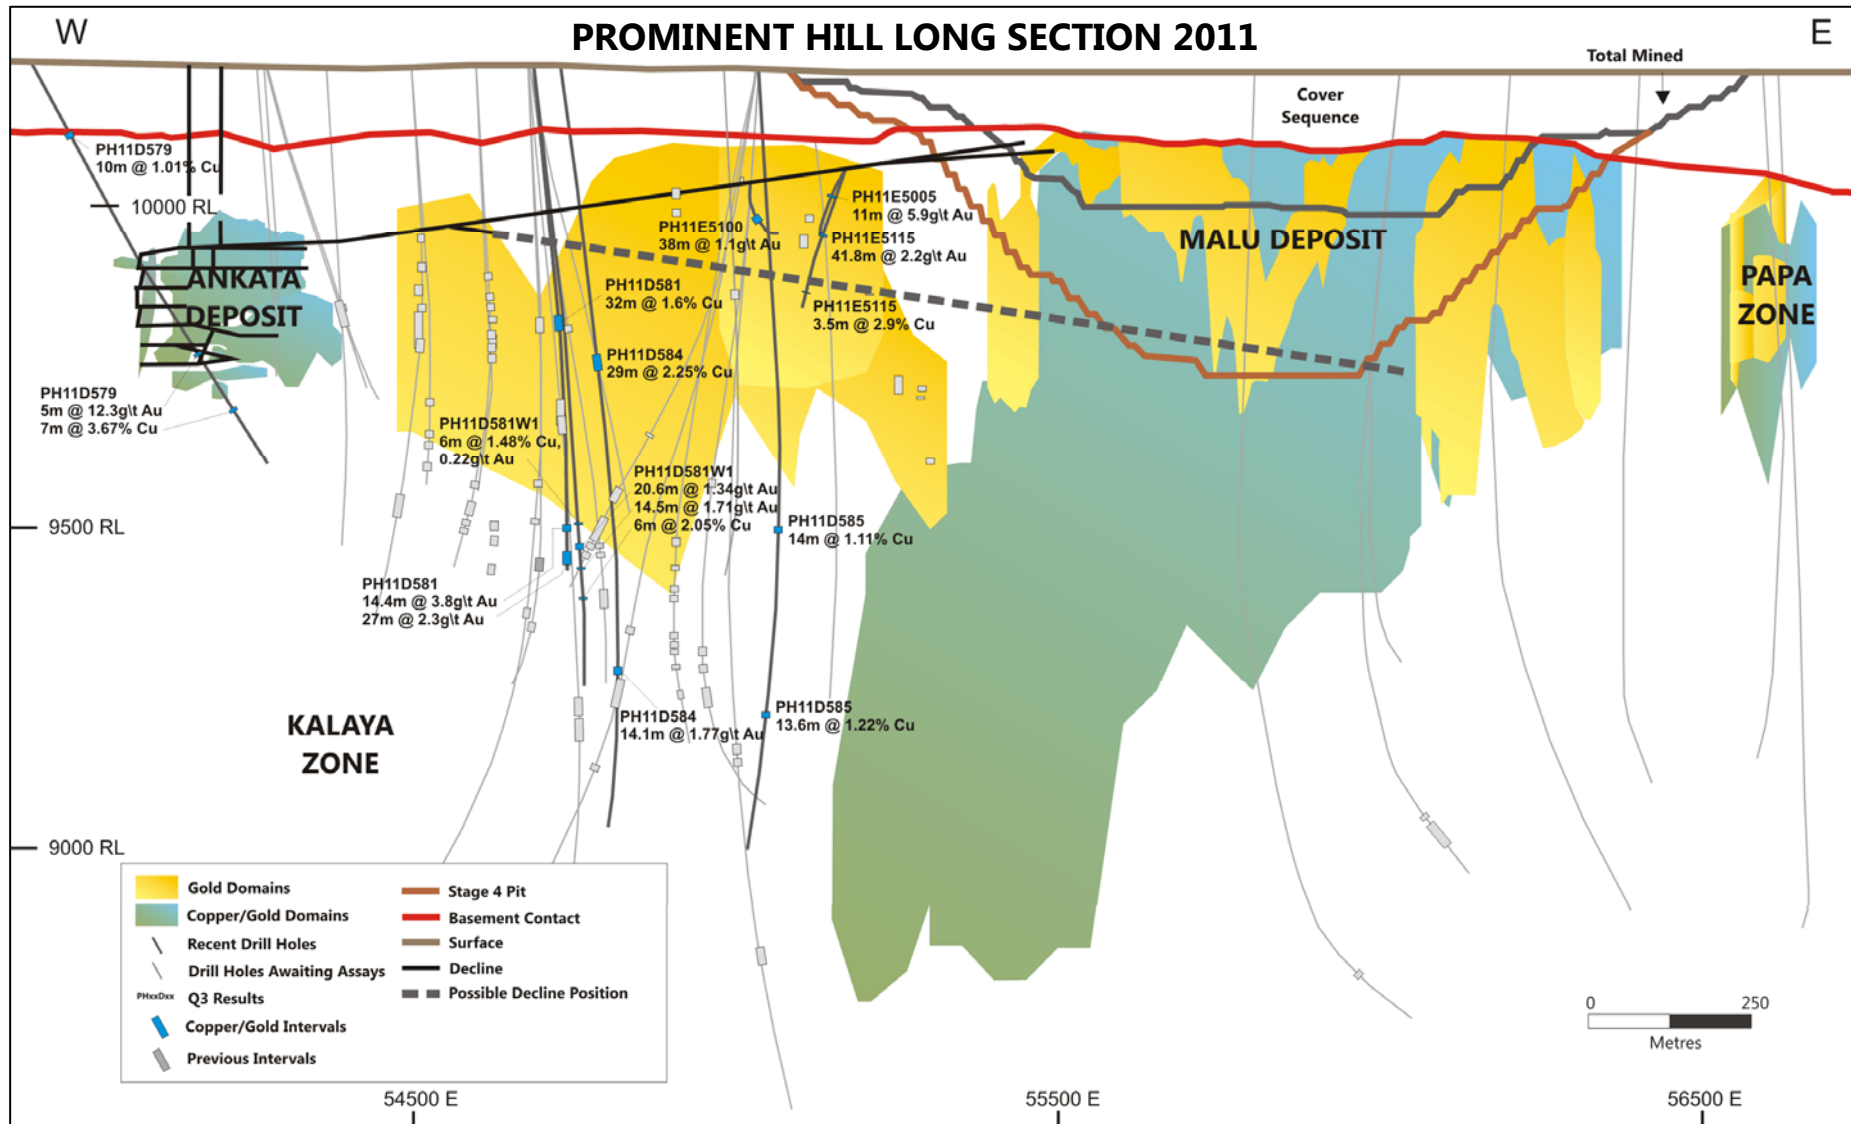 W
PROMINENT HILL LONG SECTION 2011
E
Total Mined
Cover
Sequence
PH11D579
10m @ 1.01% Cu
10000 RL
PH11E5005
11m @ 5.9g\t Au
PH11E5100
38m @ 1.1g\t Au
PH11E5115
41.8m @ 2.2g\t Au
MALU DEPOSIT
ANKATA
DEPOSIT
PAPA
ZONE
PH11D581
32m @ 1.6% Cu
PH11E5115
3.5m @ 2.9% Cu
PH11D584
29m @ 2.25% Cu
PH11D579
5m @ 12.3g\t Au
7m @ 3.67% Cu
PH11D581W1
6m @ 1.48% Cu,
0.22g\t Au
PH11D581W1
20.6m @ 1.34g\t Au
14.5m @ 1.71g\t Au
6m @ 2.05% Cu
9500 RL
PH11D585
14m @ 1.11% Cu
PH11D581
14.4m @ 3.8g\t Au
27m @ 2.3g\t Au
KALAYA
ZONE
PH11D584
14.1m @ 1.77g\t Au
PH11D585
13.6m @ 1.22% Cu
9000 RL
Gold Domains
Copper/Gold Domains
Recent Drill Holes
Drill Holes Awaiting Assays
PHxxDxx Q3 Results
Copper/Gold Intervals
Previous Intervals
Stage 4 Pit
Basement Contact
Surface
Decline
Possible Decline Position
0 250
Metres
54500 E
55500 E
56500 E